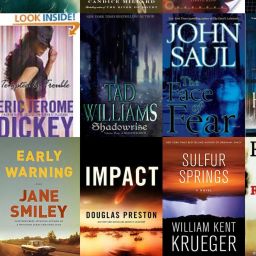 CANDICE MILLARD
LOOK INSIDE!
Tempted by Trouble
ERIC JEROME
DICKEY
TAD
WILLIAMS
Shadowrise
JOHN
SAUL
The Face
of
Fear
EARLY
WARNING
JANE
SMILEY
IMPACT
DOUGLAS PRESTON
SULFUR
SPRINGS
A NOVEL
WILLIAM KENT
KRUEGER